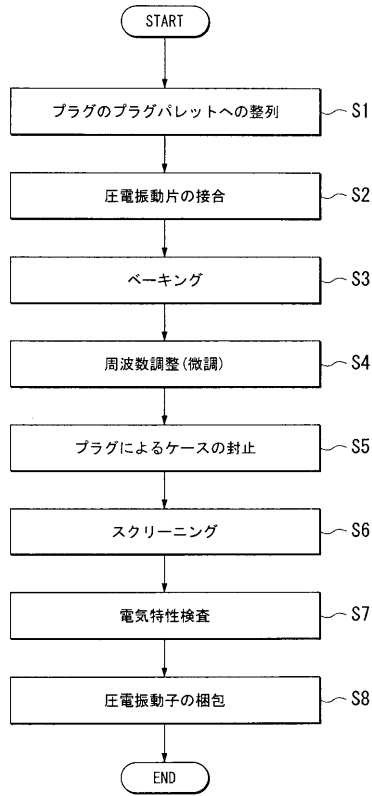 START
プラグのプラグパレットへの整列
S1
圧電振動片の接合
S2
ベーキング
S3
周波数調整(微調)
S4
プラグによるケースの封止
S5
スクリーニング
S6
電気特性検査
S7
圧電振動子の梱包
S8
END